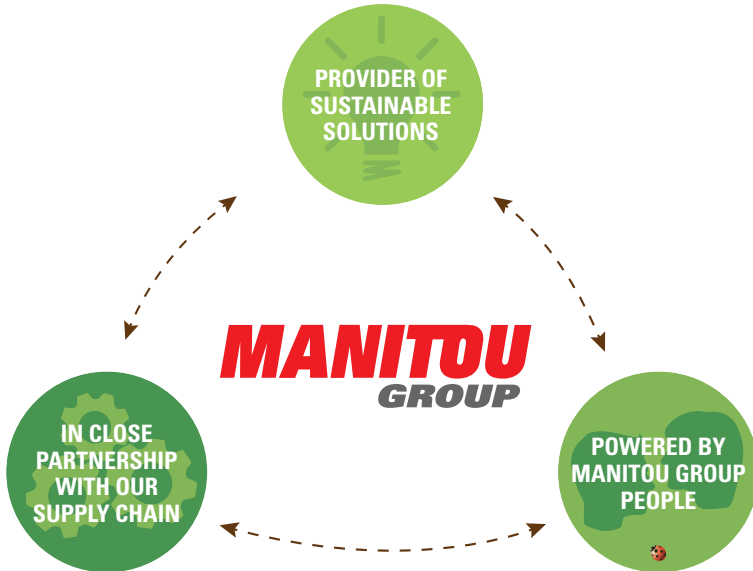 PROVIDER OF
SUSTAINABLE
SOLUTIONS
MANITOU
GROUP
IN CLOSE
PARTNERSHIP
WITH OUR
SUPPLY CHAIN
POWERED BY
MANITOU GROUP
PEOPLE